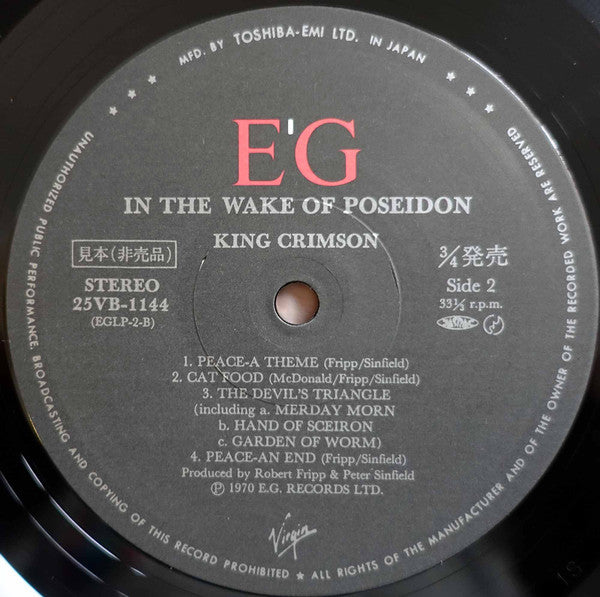 MFD. BY TOSHIBA-EMI LTD. IN JAPAN
E'G
IN THE WAKE OF POSEIDON
KING CRIMSON
見本(非売品)
STEREO
25VB-1144
(EGLP-2-B)
3/4発売
Side 2
33⅓ r.p.m.
1. PEACE-A THEME (Fripp/Sinfield)
2. CAT FOOD (McDonald/Fripp/Sinfield)
3. THE DEVIL'S TRIANGLE
(including a. MERDAY MORN
b. HAND OF SCEIRON
c. GARDEN OF WORM)
4. PEACE-AN END (Fripp/Sinfield)
Produced by Robert Fripp & Peter Sinfield
Ⓟ 1970 E.G. RECORDS LTD.
Virgin
UNAUTHORIZED PUBLIC PERFORMANCE, BROADCASTING AND COPYING OF THIS RECORD PROHIBITED ★ ALL RIGHTS OF THE MANUFACTURER AND OF THE OWNER OF THE RECORDED WORK ARE RESERVED